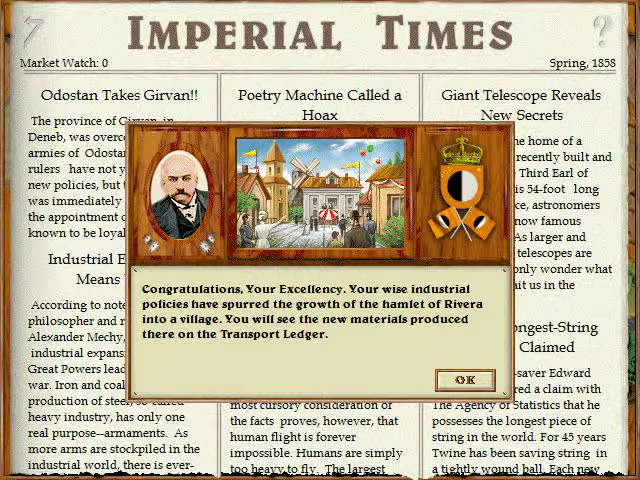 IMPERIAL TIMES
Market Watch: 0
Spring, 1858
Odostan Takes Girvan!!
The province of Girvan, in
Deneb, was overc
armies of Odostan
rulers have not y
new policies, but t
was immediately
the appointment o
known to be loyal
Industrial E
Means
According to note
philosopher and r
Alexander Mechy,
industrial expans
Great Powers lead
war. Iron and coal
production of steel, so-called
heavy industry, has only one
real purpose--armaments. As
more arms are stockpiled in the
industrial world, there is ever-
Poetry Machine Called a
Hoax
most cursory consideration of
the facts proves, however, that
human flight is forever
impossible. Humans are simply
too heavy to fly. The largest
Giant Telescope Reveals
New Secrets
he home of a
recently built and
Third Earl of
is 54-foot long
ce, astronomers
now famous
As larger and
telescopes are
only wonder what
ait us in the
ongest-String
Claimed
-saver Edward
red a claim with
The Agency of Statistics that he
possesses the longest piece of
string in the world. For 45 years
Twine has been saving string in
a tightly wound ball. Each new
Congratulations, Your Excellency. Your wise industrial
policies have spurred the growth of the hamlet of Rivera
into a village. You will see the new materials produced
there on the Transport Ledger.
OK